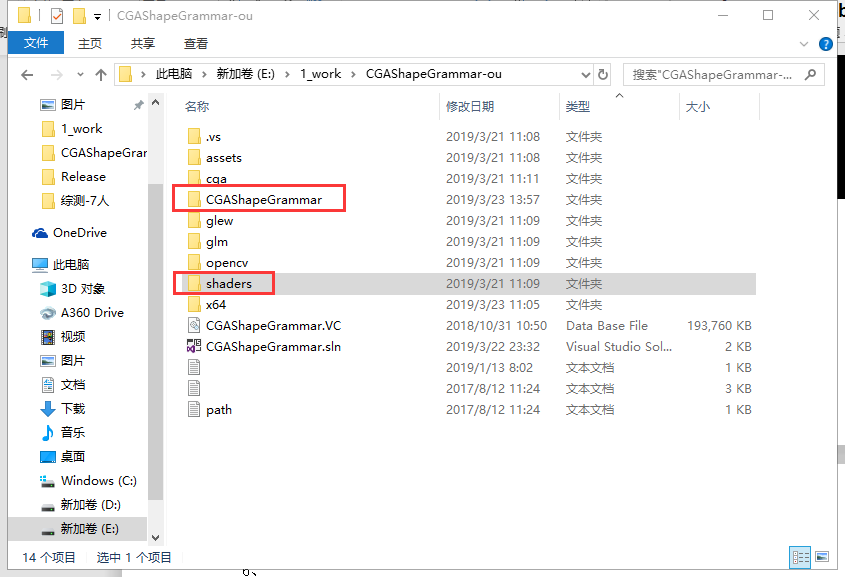 CGAShapeGrammar-ou
文件 主页 共享 查看
此电脑 新加卷 (E:) 1_work CGAShapeGrammar-ou 搜索"CGAShapeGrammar-...
图片
1_work
CGAShapeGrar
Release
综测-7人
OneDrive
此电脑
3D 对象
A360 Drive
视频
图片
文档
下载
音乐
桌面
Windows (C:)
新加卷 (D:)
新加卷 (E:)
名称 修改日期 类型 大小
.vs 2019/3/21 11:08 文件夹
assets 2019/3/21 11:08 文件夹
cga 2019/3/21 11:11 文件夹
CGAShapeGrammar 2019/3/23 13:57 文件夹
glew 2019/3/21 11:09 文件夹
glm 2019/3/21 11:09 文件夹
opencv 2019/3/21 11:09 文件夹
shaders 2019/3/21 11:09 文件夹
x64 2019/3/23 11:05 文件夹
CGAShapeGrammar.VC 2018/10/31 10:50 Data Base File 193,760 KB
CGAShapeGrammar.sln 2019/3/22 23:32 Visual Studio Sol... 2 KB
2019/1/13 8:02 文本文档 1 KB
2017/8/12 11:24 文本文档 3 KB
path 2017/8/12 11:24 文本文档 1 KB
14 个项目 选中 1 个项目